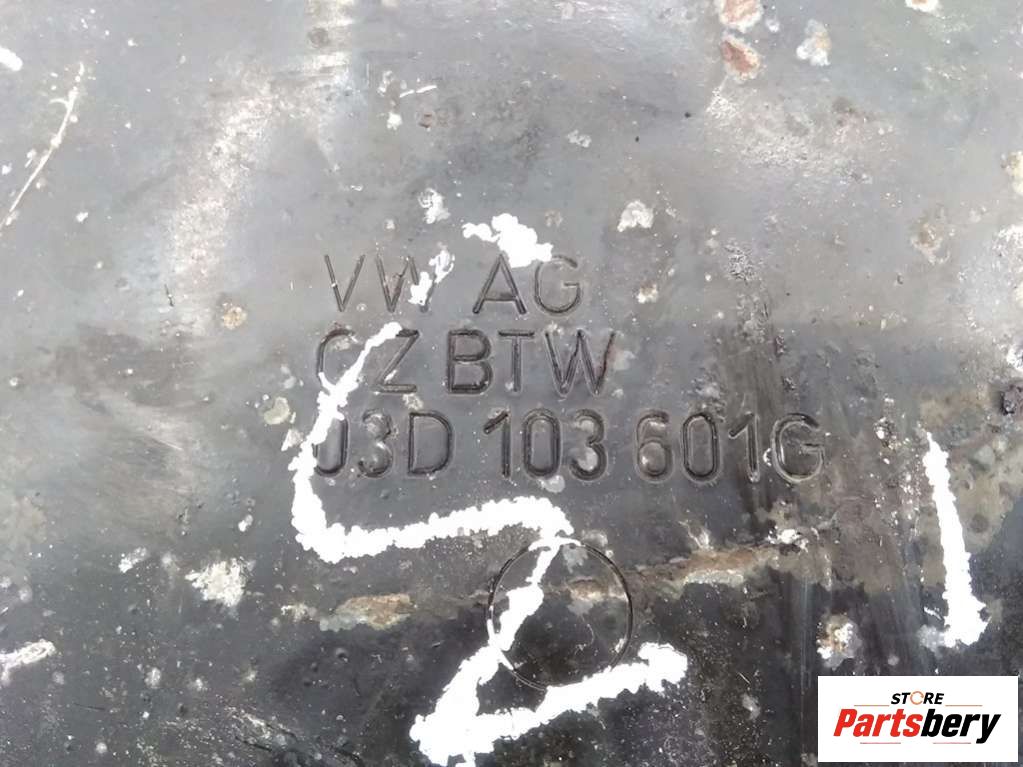 VW AG
CZ BTW
03D 103 601G
STORE
Partsbery